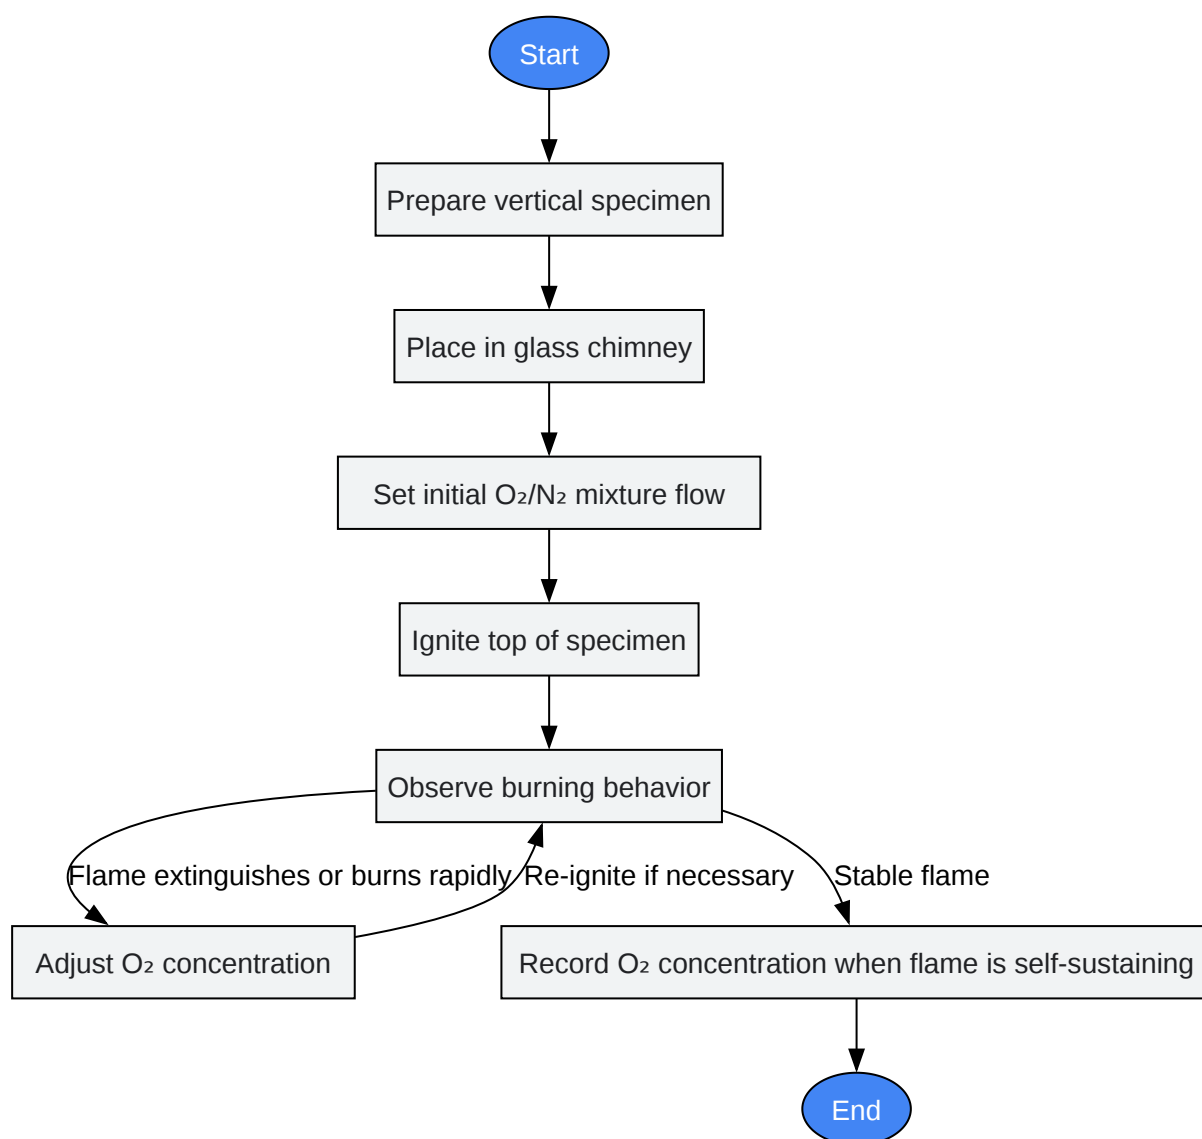 Start
Prepare vertical specimen
Place in glass chimney
Set initial O₂/N₂ mixture flow
Ignite top of specimen
Observe burning behavior
Flame extinguishes or burns rapidly
Re-ignite if necessary
Stable flame
Adjust O₂ concentration
Record O₂ concentration when flame is self-sustaining
End